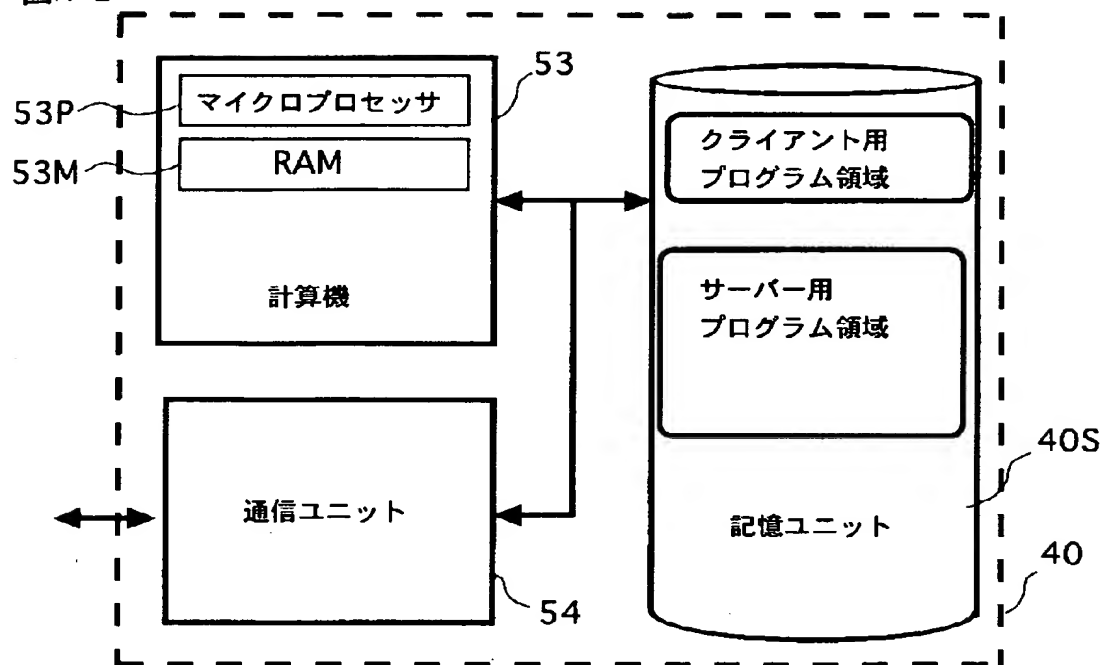 53
53P
マイクロプロセッサ
53M
RAM
計算機
クライアント用
プログラム領域
サーバー用
プログラム領域
通信ユニット
54
記憶ユニット
40S
40